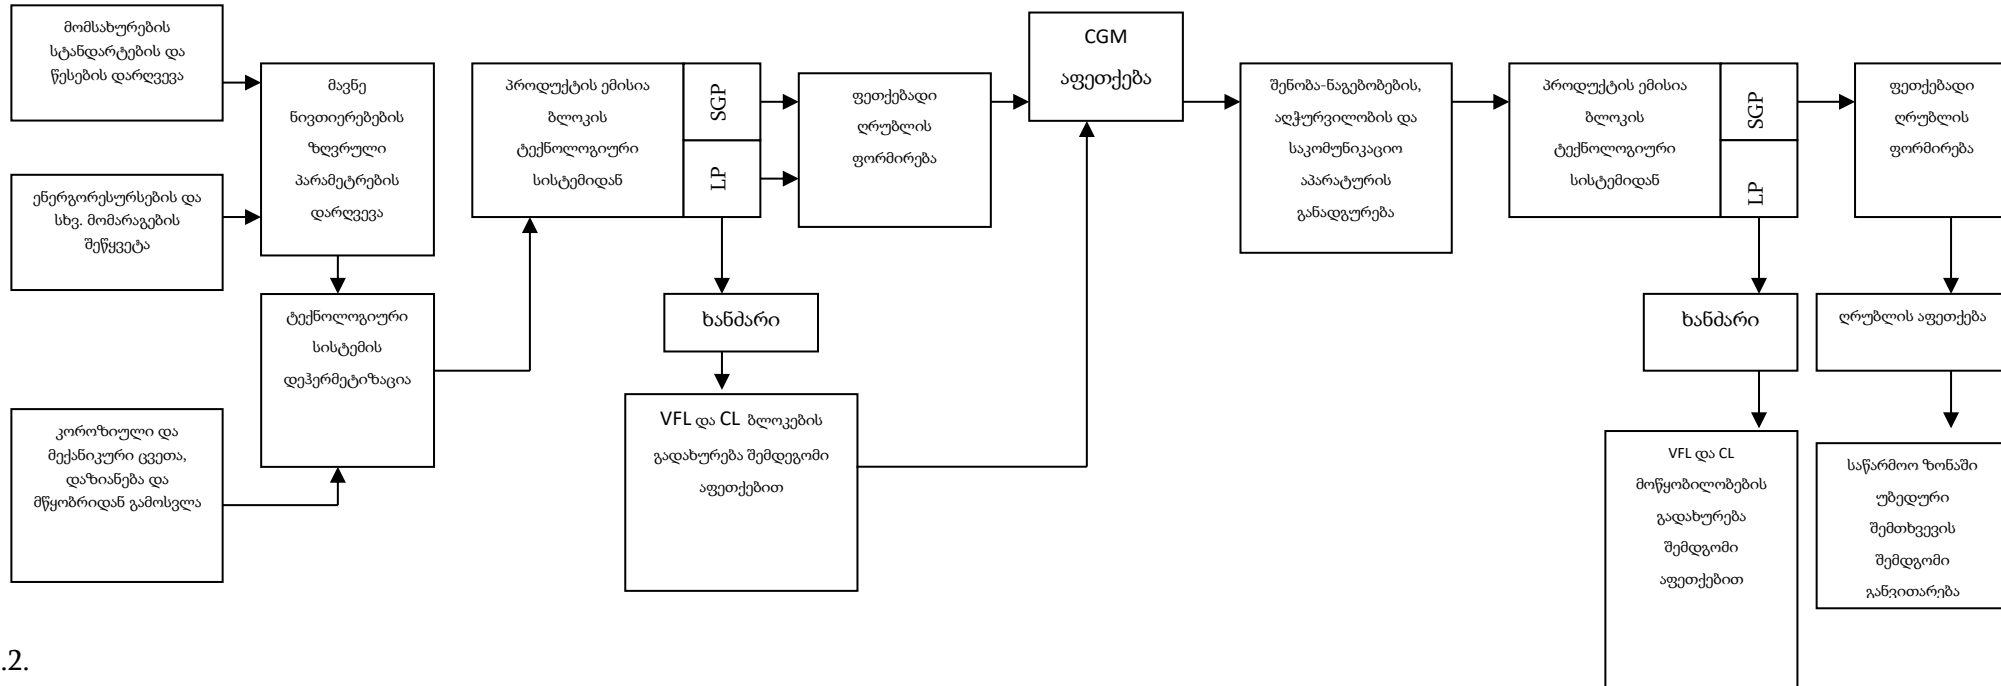 მომსახურების
სტანდარტების და
წესების დარღვევა
ენერგორესურსების და
სხვ. მომარაგების
შეწყვეტა
კოროზიული და
მექანიკური ცვეთა,
დაზიანება და
მწყობრიდან გამოსვლა
მავნე
ნივთიერებების
ზღვრული
პარამეტრების
დარღვევა
ტექნოლოგიური
სისტემის
დეჰერმეტიზაცია
პროდუქტის ემისია
ბლოკის
ტექნოლოგიური
სისტემიდან
SGP
LP
ხანძარი
VFL და CL ბლოკების
გადახურება შემდეგომი
აფეთქებით
ფეთქებადი
ღრუბლის
ფორმირება
CGM
აფეთქება
შენობა-ნაგებობების,
აღჭურვილობის და
საკომუნიკაციო
აპარატურის
განადგურება
პროდუქტის ემისია
ბლოკის
ტექნოლოგიური
სისტემიდან
SGP
LP
ხანძარი
VFL და CL
მოწყობილობების
გადახურება
შემდგომი
აფეთქებით
ფეთქებადი
ღრუბლის
ფორმირება
ღრუბლის აფეთქება
საწარმოო ზონაში
უბედური
შემთხვევის
შემდგომი
განვითარება
.2.